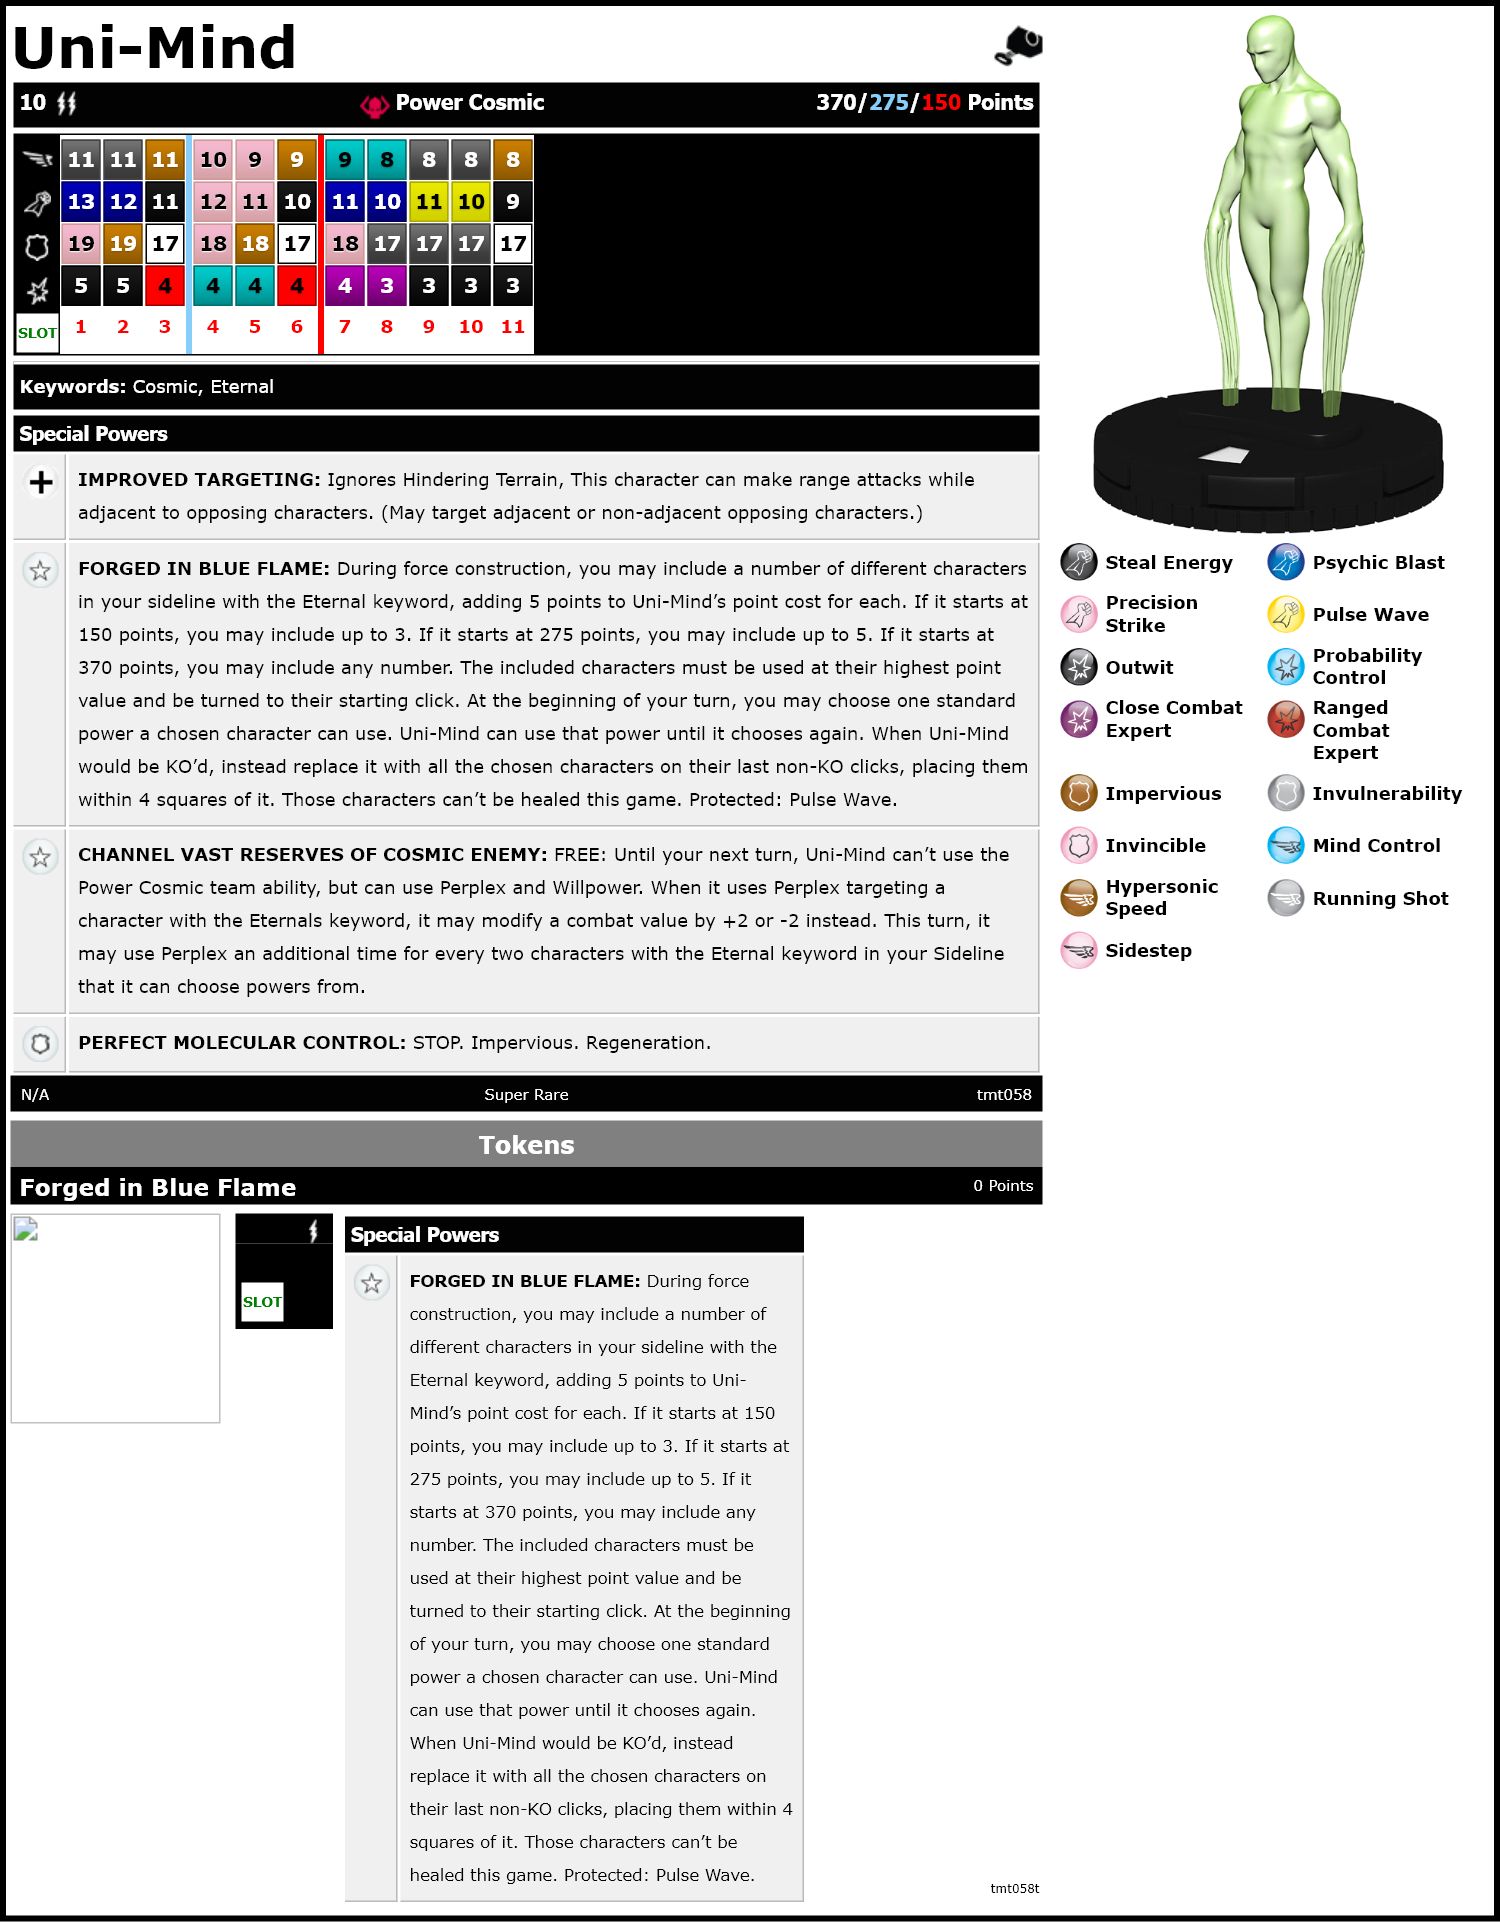 Uni-Mind
10 Power Cosmic 370/275/150 Points
11 11 11 10 9 9 9 8 8 8 8
13 12 11 12 11 10 11 10 11 10 9
19 19 17 18 18 17 18 17 17 17 17
5 5 4 4 4 4 4 3 3 3 3
SLOT 1 2 3 4 5 6 7 8 9 10 11
Keywords: Cosmic, Eternal
Special Powers
IMPROVED TARGETING: Ignores Hindering Terrain, This character can make range attacks while
adjacent to opposing characters. (May target adjacent or non-adjacent opposing characters.)
FORGED IN BLUE FLAME: During force construction, you may include a number of different characters
in your sideline with the Eternal keyword, adding 5 points to Uni-Mind’s point cost for each. If it starts at
150 points, you may include up to 3. If it starts at 275 points, you may include up to 5. If it starts at
370 points, you may include any number. The included characters must be used at their highest point
value and be turned to their starting click. At the beginning of your turn, you may choose one standard
power a chosen character can use. Uni-Mind can use that power until it chooses again. When Uni-Mind
would be KO’d, instead replace it with all the chosen characters on their last non-KO clicks, placing them
within 4 squares of it. Those characters can’t be healed this game. Protected: Pulse Wave.
CHANNEL VAST RESERVES OF COSMIC ENEMY: FREE: Until your next turn, Uni-Mind can’t use the
Power Cosmic team ability, but can use Perplex and Willpower. When it uses Perplex targeting a
character with the Eternals keyword, it may modify a combat value by +2 or -2 instead. This turn, it
may use Perplex an additional time for every two characters with the Eternal keyword in your Sideline
that it can choose powers from.
PERFECT MOLECULAR CONTROL: STOP. Impervious. Regeneration.
N/A Super Rare tmt058
Steal Energy Psychic Blast
Precision
Strike
Pulse Wave
Outwit
Probability
Control
Close Combat
Expert
Ranged
Combat
Expert
Impervious Invulnerability
Invincible Mind Control
Hypersonic
Speed
Running Shot
Sidestep
Tokens
Forged in Blue Flame 0 Points
SLOT
Special Powers
FORGED IN BLUE FLAME: During force
construction, you may include a number of
different characters in your sideline with the
Eternal keyword, adding 5 points to Uni-
Mind’s point cost for each. If it starts at 150
points, you may include up to 3. If it starts at
275 points, you may include up to 5. If it
starts at 370 points, you may include any
number. The included characters must be
used at their highest point value and be
turned to their starting click. At the beginning
of your turn, you may choose one standard
power a chosen character can use. Uni-Mind
can use that power until it chooses again.
When Uni-Mind would be KO’d, instead
replace it with all the chosen characters on
their last non-KO clicks, placing them within 4
squares of it. Those characters can’t be
healed this game. Protected: Pulse Wave.
tmt058t